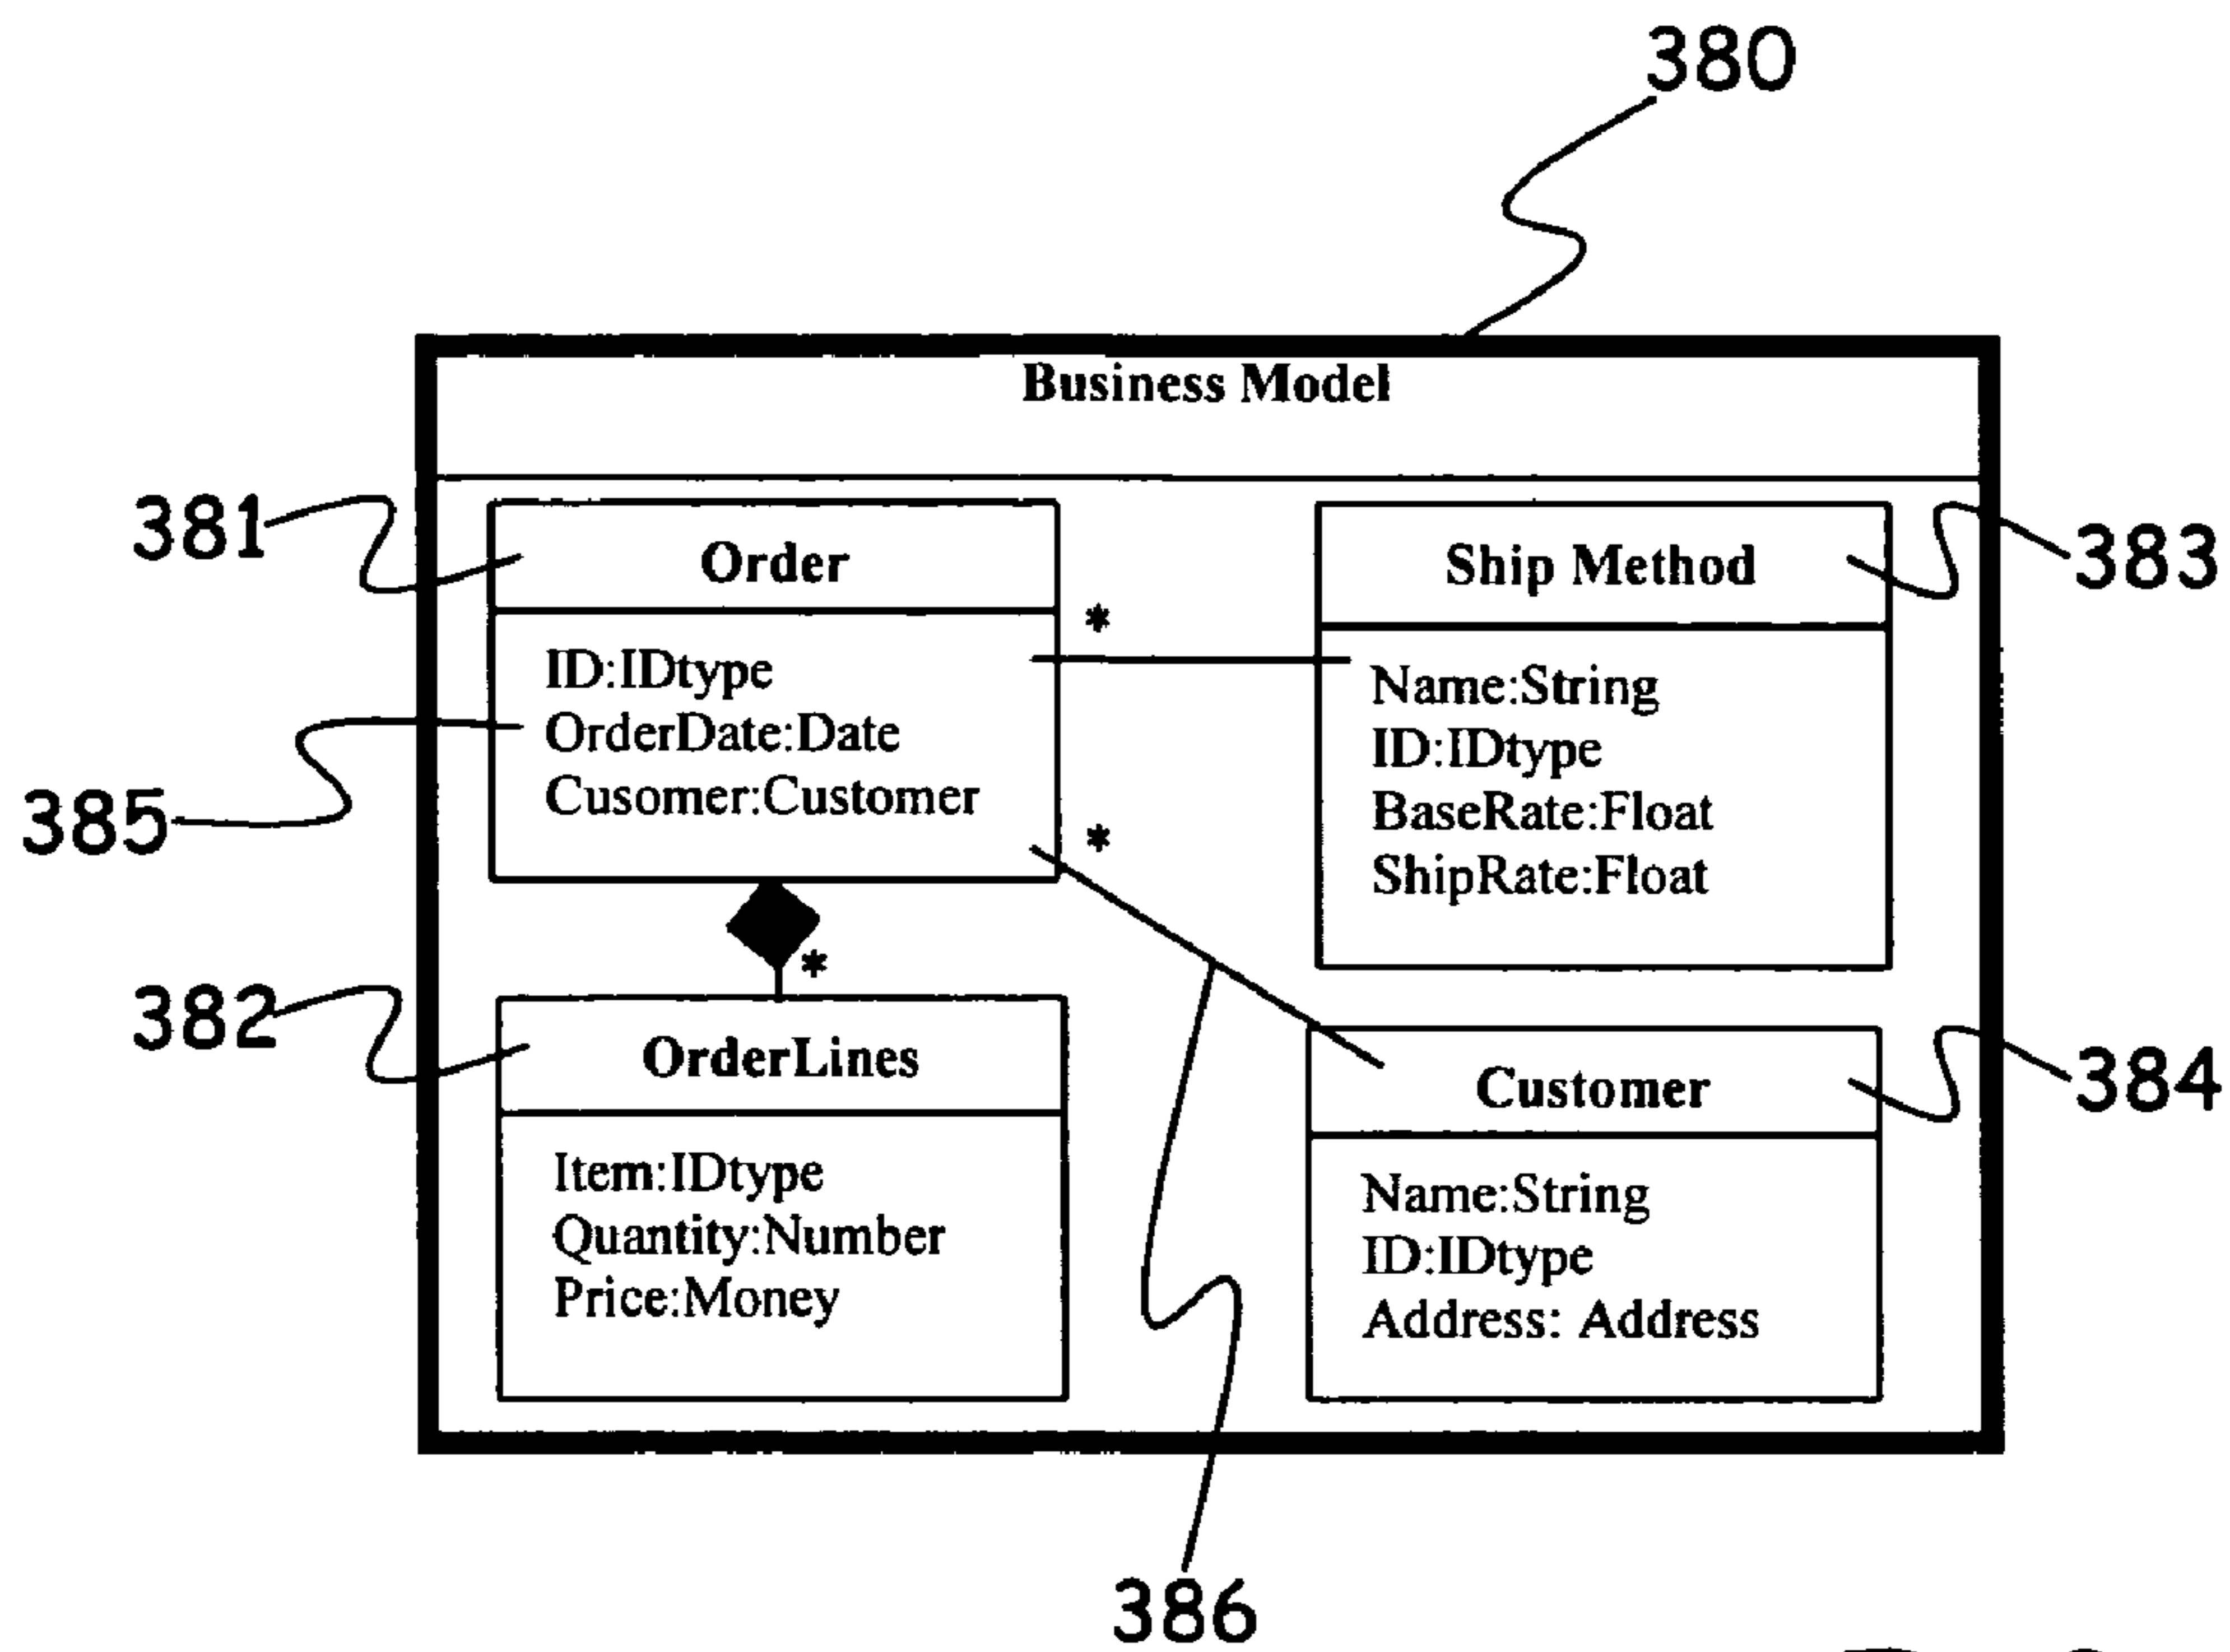 380
Business Model
381
Order
Ship Method
383
*
ID:IDtype
OrderDate:Date
Cusomer:Customer
Name:String
ID:IDtype
BaseRate:Float
ShipRate:Float
385
*
*
382
OrderLines
Customer
384
Item:IDtype
Quantity:Number
Price:Money
Name:String
ID:IDtype
Address: Address
386